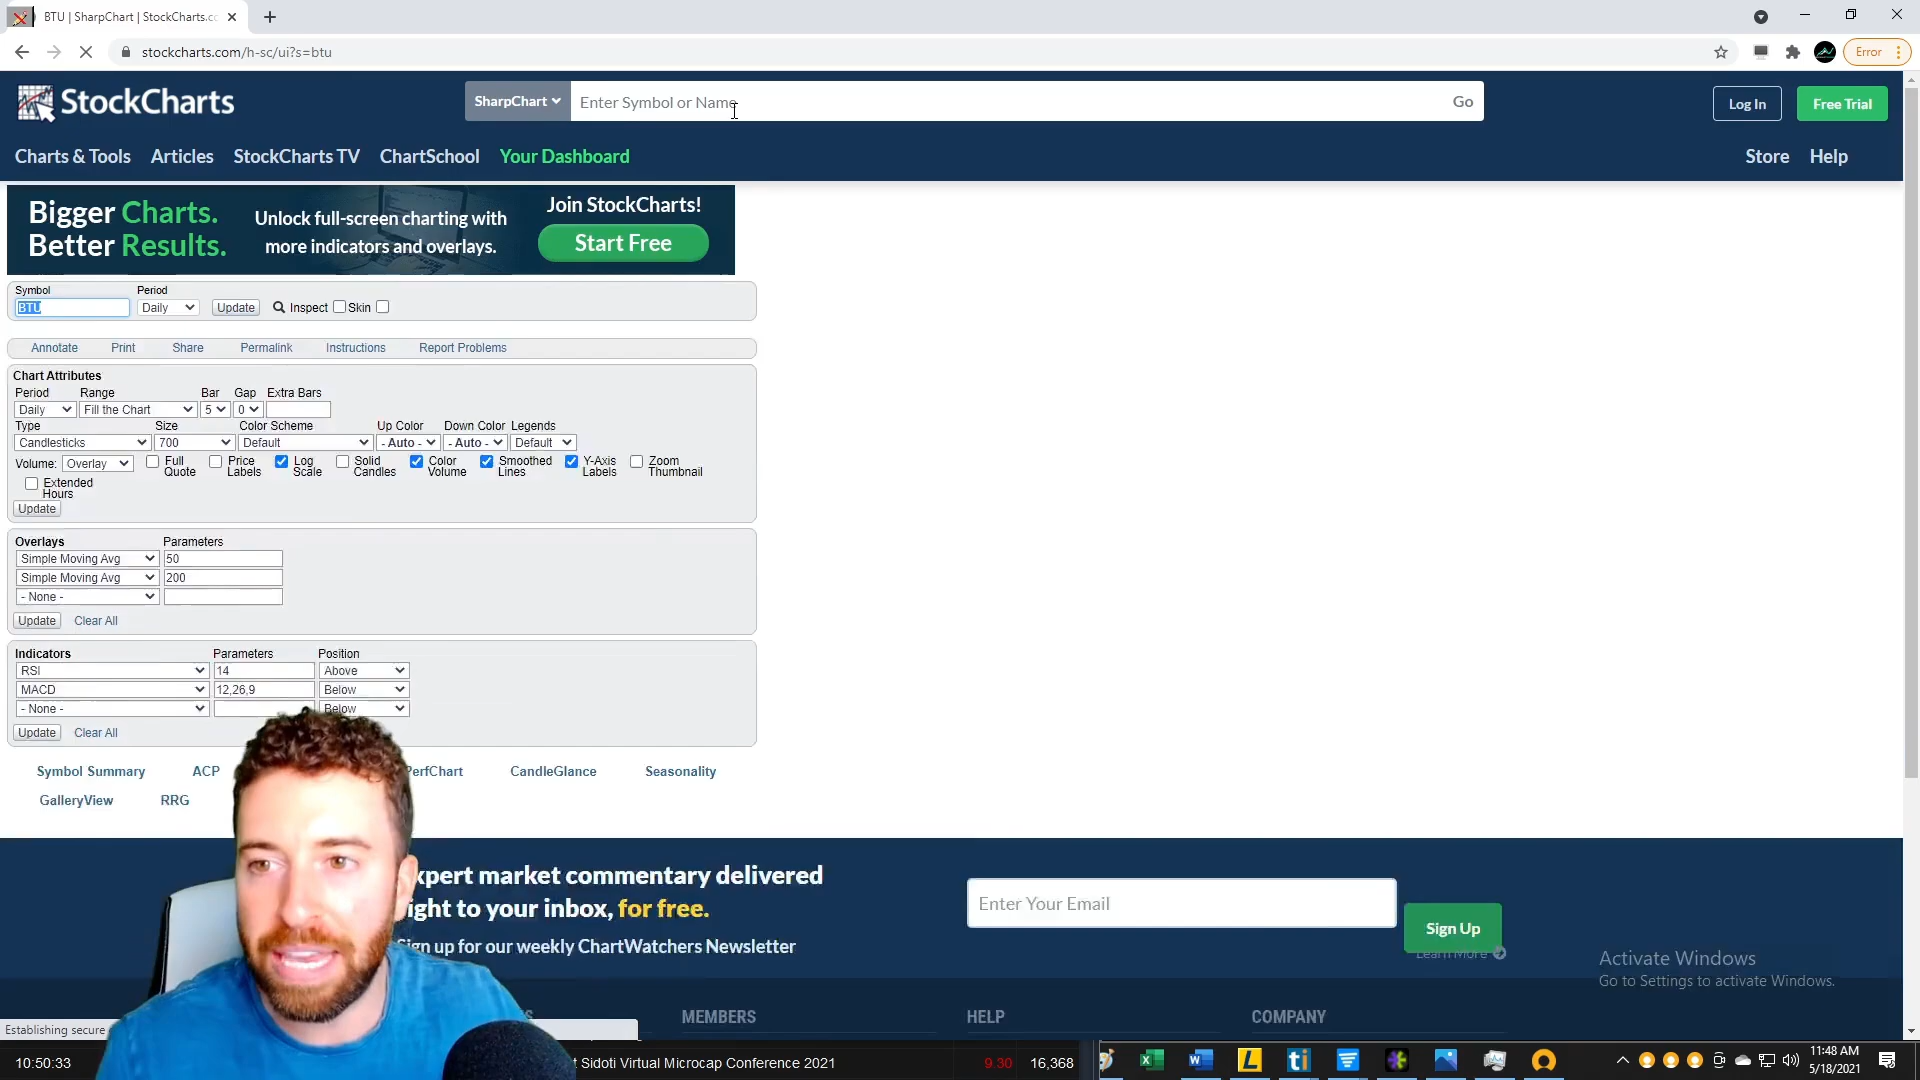 BTU | SharpChart | StockCharts.cc
stockcharts.com/h-sc/ui?s=btu
Error
StockCharts
SharpChart
Enter Symbol or Name
Go
Log In
Free Trial
Charts & Tools
Articles
StockCharts TV
ChartSchool
Your Dashboard
Store
Help
Bigger Charts.
Better Results.
Unlock full-screen charting with
more indicators and overlays.
Join StockCharts!
Start Free
Symbol Period
BTU Daily Update Inspect Skin
Annotate Print Share Permalink Instructions Report Problems
Chart Attributes
Period Range Bar Gap Extra Bars
Daily Fill the Chart 5 0
Type Size Color Scheme Up Color Down Color Legends
Candlesticks 700 Default - Auto - - Auto - Default
Volume: Overlay
Full Quote
Price Labels
Log Scale
Solid Candles
Color Volume
Smoothed Lines
Y-Axis Labels
Zoom Thumbnail
Extended Hours
Update
Overlays Parameters
Simple Moving Avg 50
Simple Moving Avg 200
- None -
Update Clear All
Indicators Parameters Position
RSI 14 Above
MACD 12,26,9 Below
- None - Below
Update Clear All
Symbol Summary ACP PerfChart CandleGlance Seasonality
GalleryView RRG
xpert market commentary delivered
ight to your inbox, for free.
Sign up for our weekly ChartWatchers Newsletter
Enter Your Email
Sign Up
Learn More
Activate Windows
Go to Settings to activate Windows.
Establishing secure
MEMBERS
HELP
COMPANY
10:50:33
t Sidoti Virtual Microcap Conference 2021
9.30
16,368
11:48 AM
5/18/2021